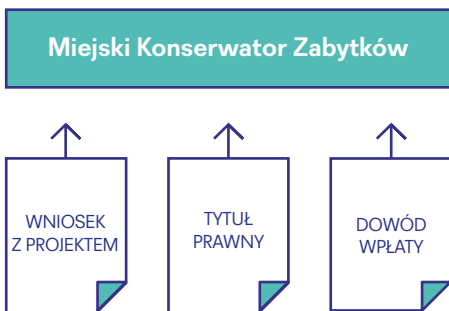 Miejski Konserwator Zabytków
WNIOSEK
Z PROJEKTEM
TYTUŁ
PRAWNY
DOWÓD
WPŁATY